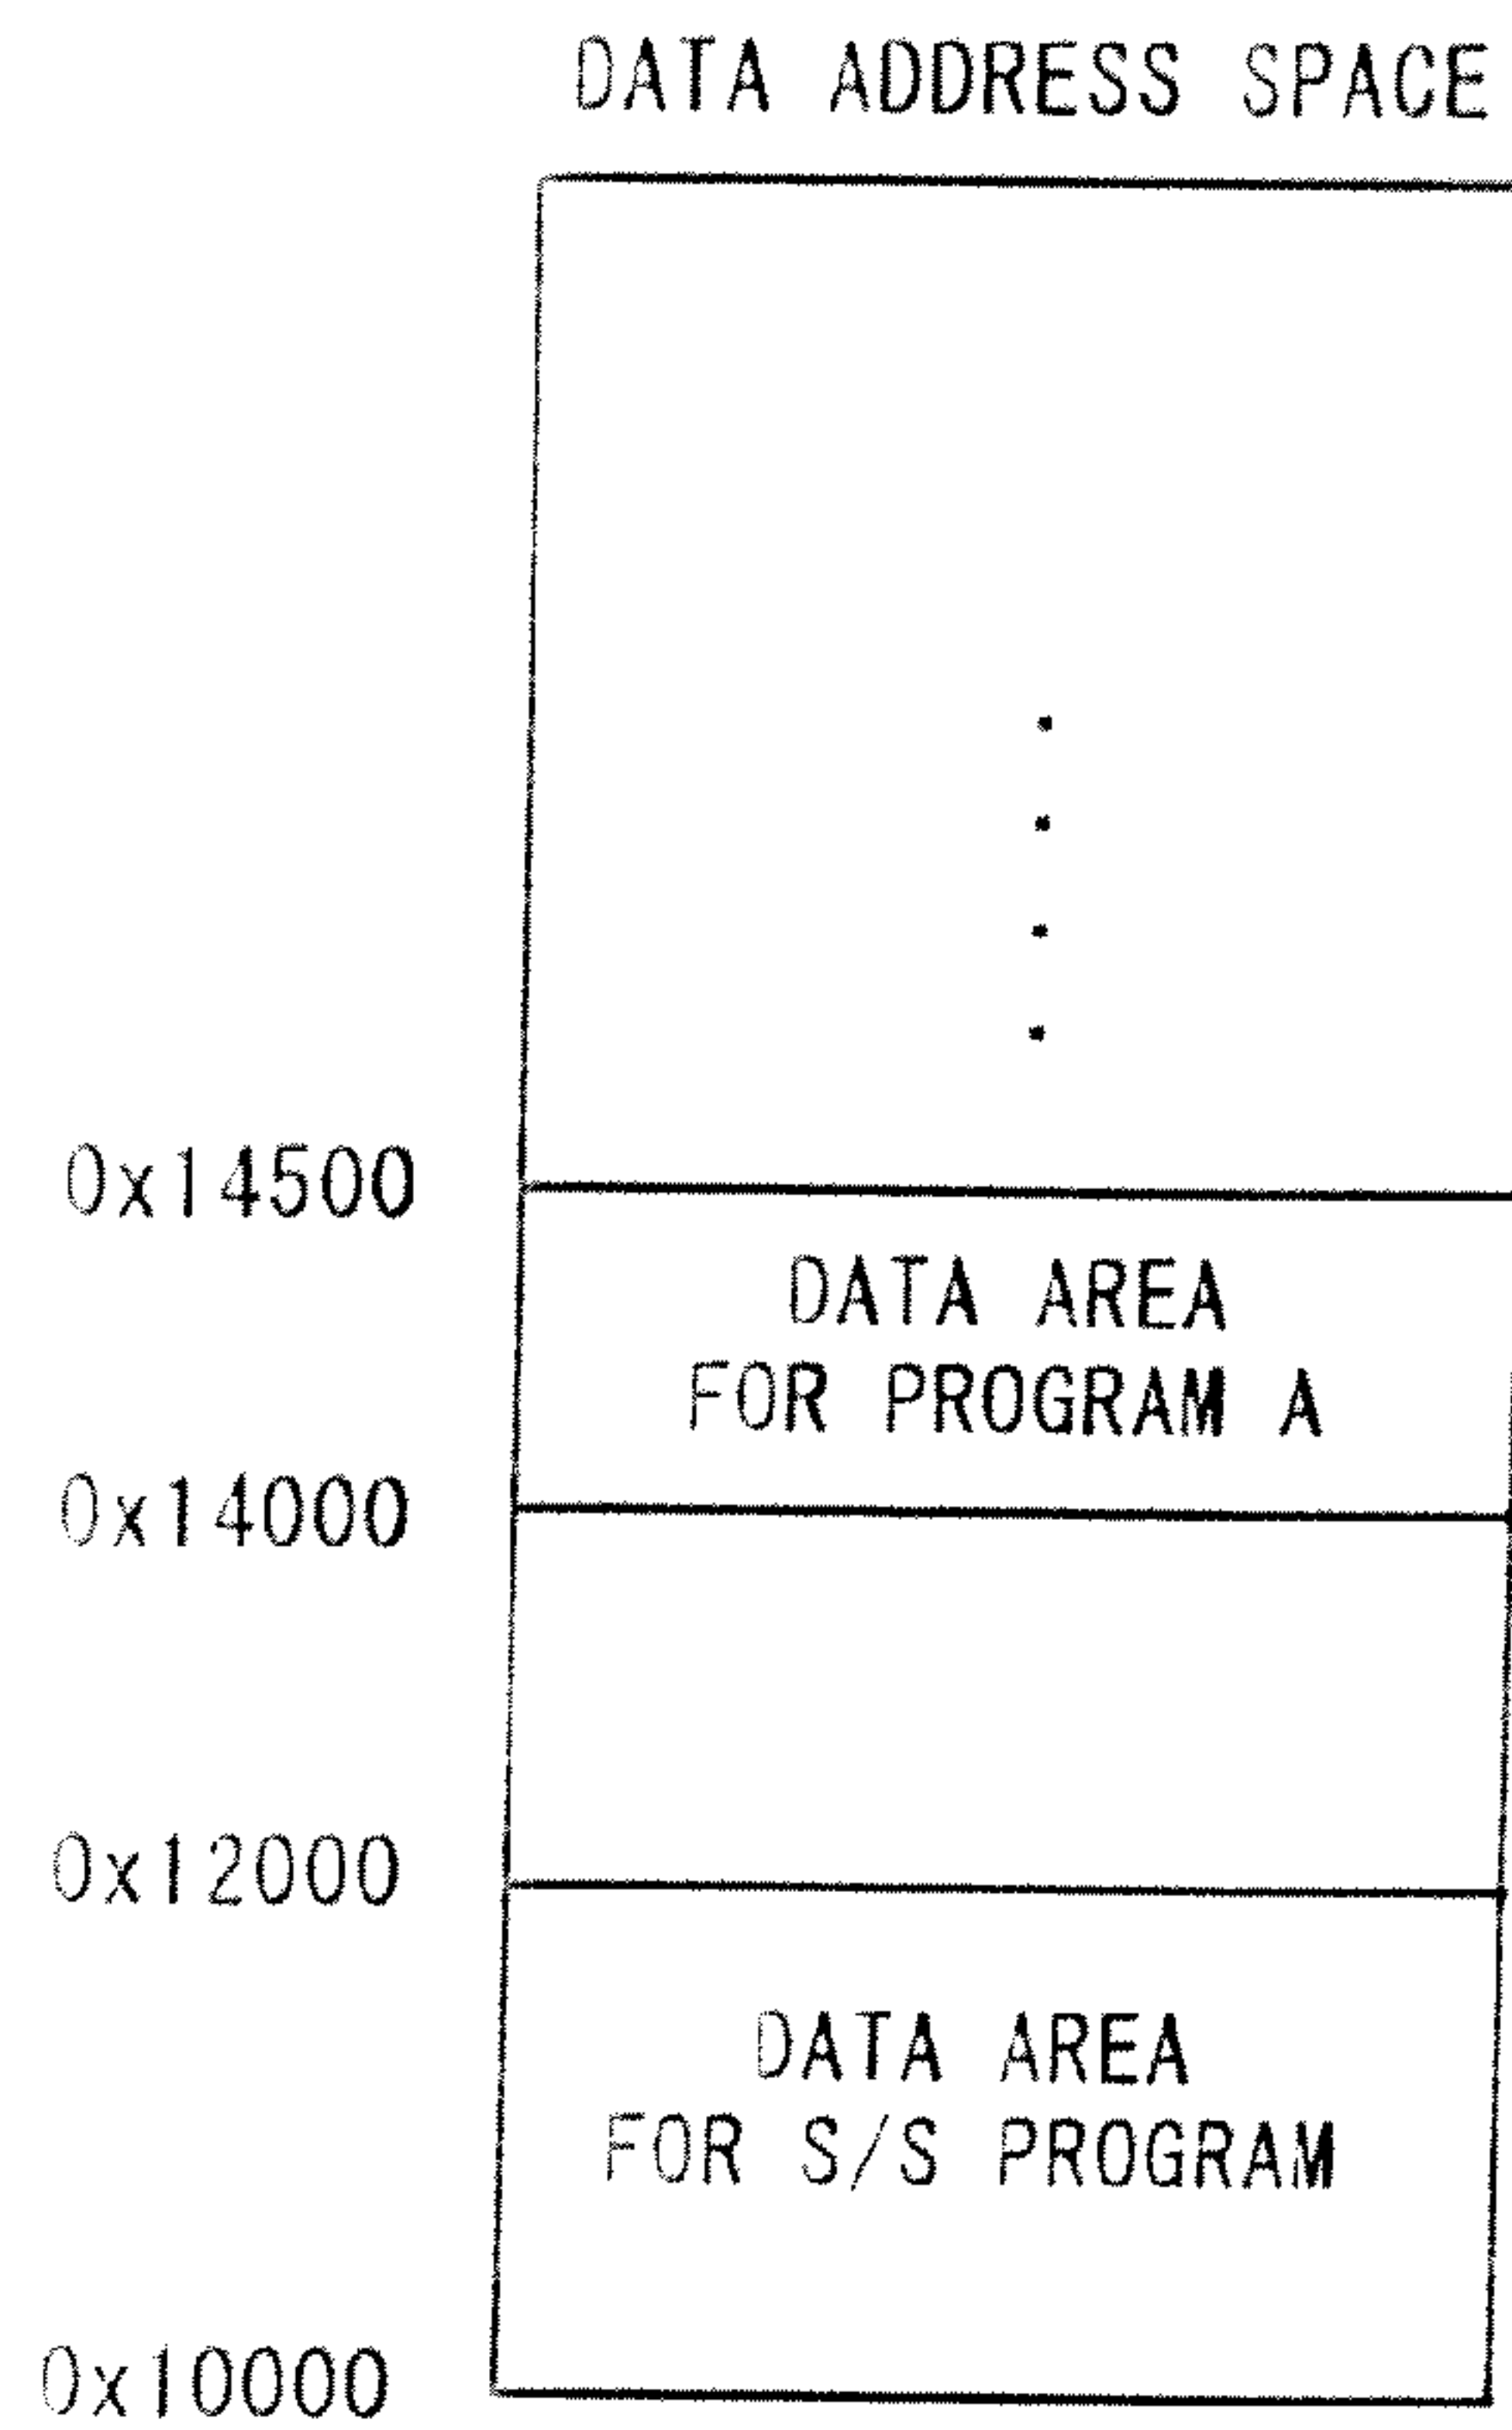 DATA ADDRESS SPACE
0x14500
DATA AREA
FOR PROGRAM A
0x14000
0x12000
DATA AREA
FOR S/S PROGRAM
0x10000